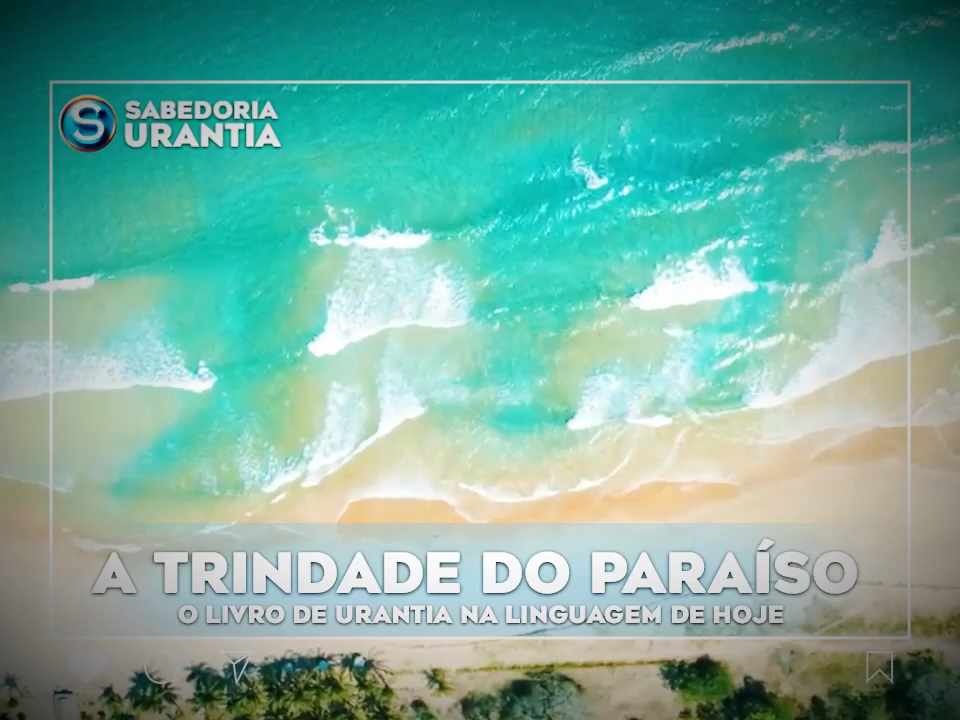 SABEDORIA
URANTIA
A TRINDADE DO PARAÍSO
O LIVRO DE URANTIA NA LINGUAGEM DE HOJE